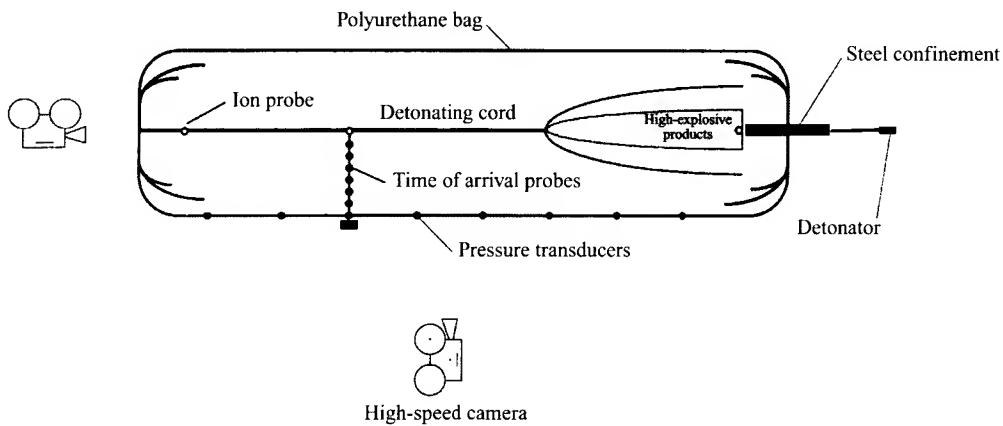 Polyurethane bag
Steel confinement
Ion probe
Detonating cord
High-explosive
products
Time of arrival probes
Detonator
Pressure transducers
High-speed camera